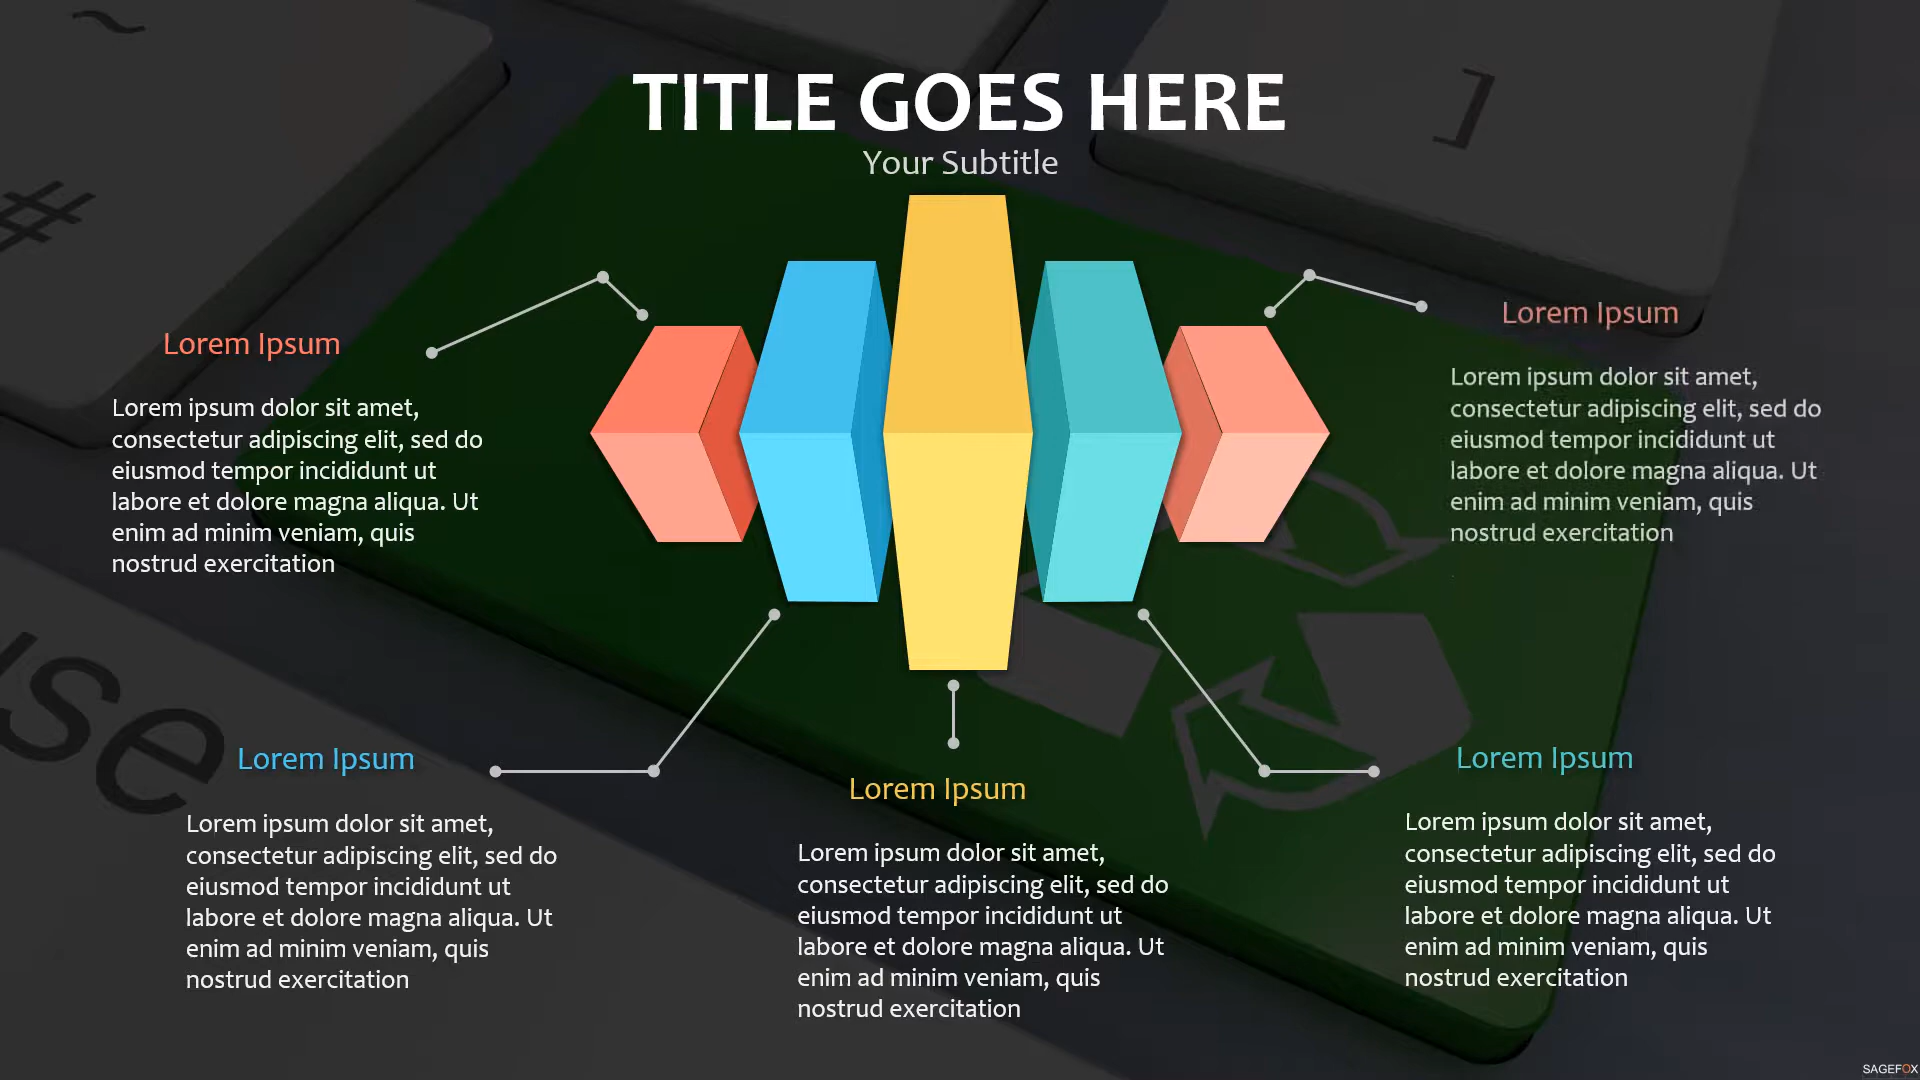 TITLE GOES HERE
Your Subtitle
Lorem Ipsum
Lorem ipsum dolor sit amet,
consectetur adipiscing elit, sed do
eiusmod tempor incididunt ut
labore et dolore magna aliqua. Ut
enim ad minim veniam, quis
nostrud exercitation
Lorem Ipsum
Lorem ipsum dolor sit amet,
consectetur adipiscing elit, sed do
eiusmod tempor incididunt ut
labore et dolore magna aliqua. Ut
enim ad minim veniam, quis
nostrud exercitation
Lorem Ipsum
Lorem ipsum dolor sit amet,
consectetur adipiscing elit, sed do
eiusmod tempor incididunt ut
labore et dolore magna aliqua. Ut
enim ad minim veniam, quis
nostrud exercitation
Lorem Ipsum
Lorem ipsum dolor sit amet,
consectetur adipiscing elit, sed do
eiusmod tempor incididunt ut
labore et dolore magna aliqua. Ut
enim ad minim veniam, quis
nostrud exercitation
Lorem Ipsum
Lorem ipsum dolor sit amet,
consectetur adipiscing elit, sed do
eiusmod tempor incididunt ut
labore et dolore magna aliqua. Ut
enim ad minim veniam, quis
nostrud exercitation
~
#
]
use
SAGEFOX